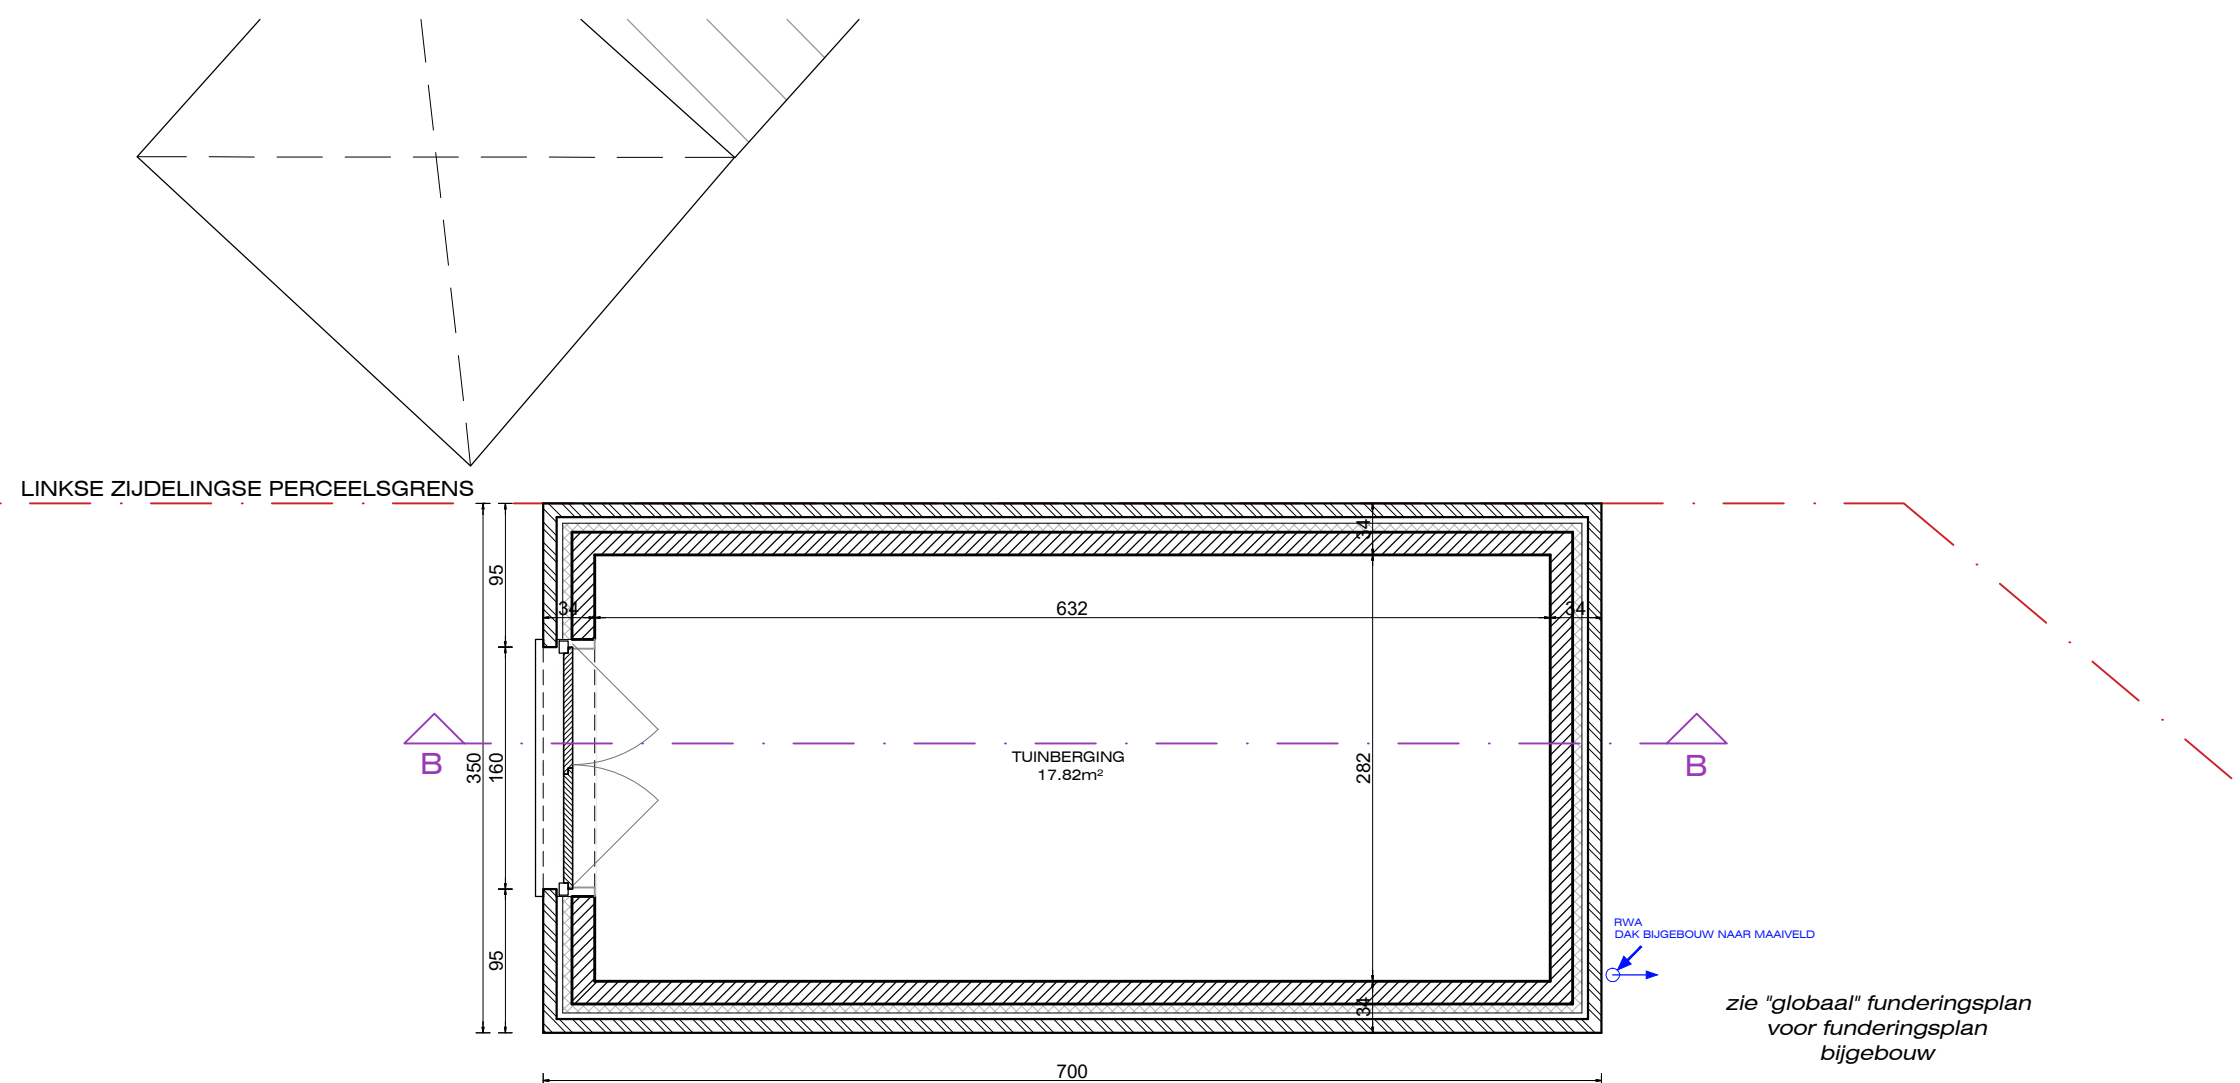 LINKSE ZIJDELINGSE PERCEELSGRENS
34
95
34
632
34
B
350
160
TUINBERGING
17.82m²
282
B
RWA
DAK BIJGEBOUW NAAR MAAIVELD
95
34
zie "globaal" funderingsplan
voor funderingsplan
bijgebouw
700